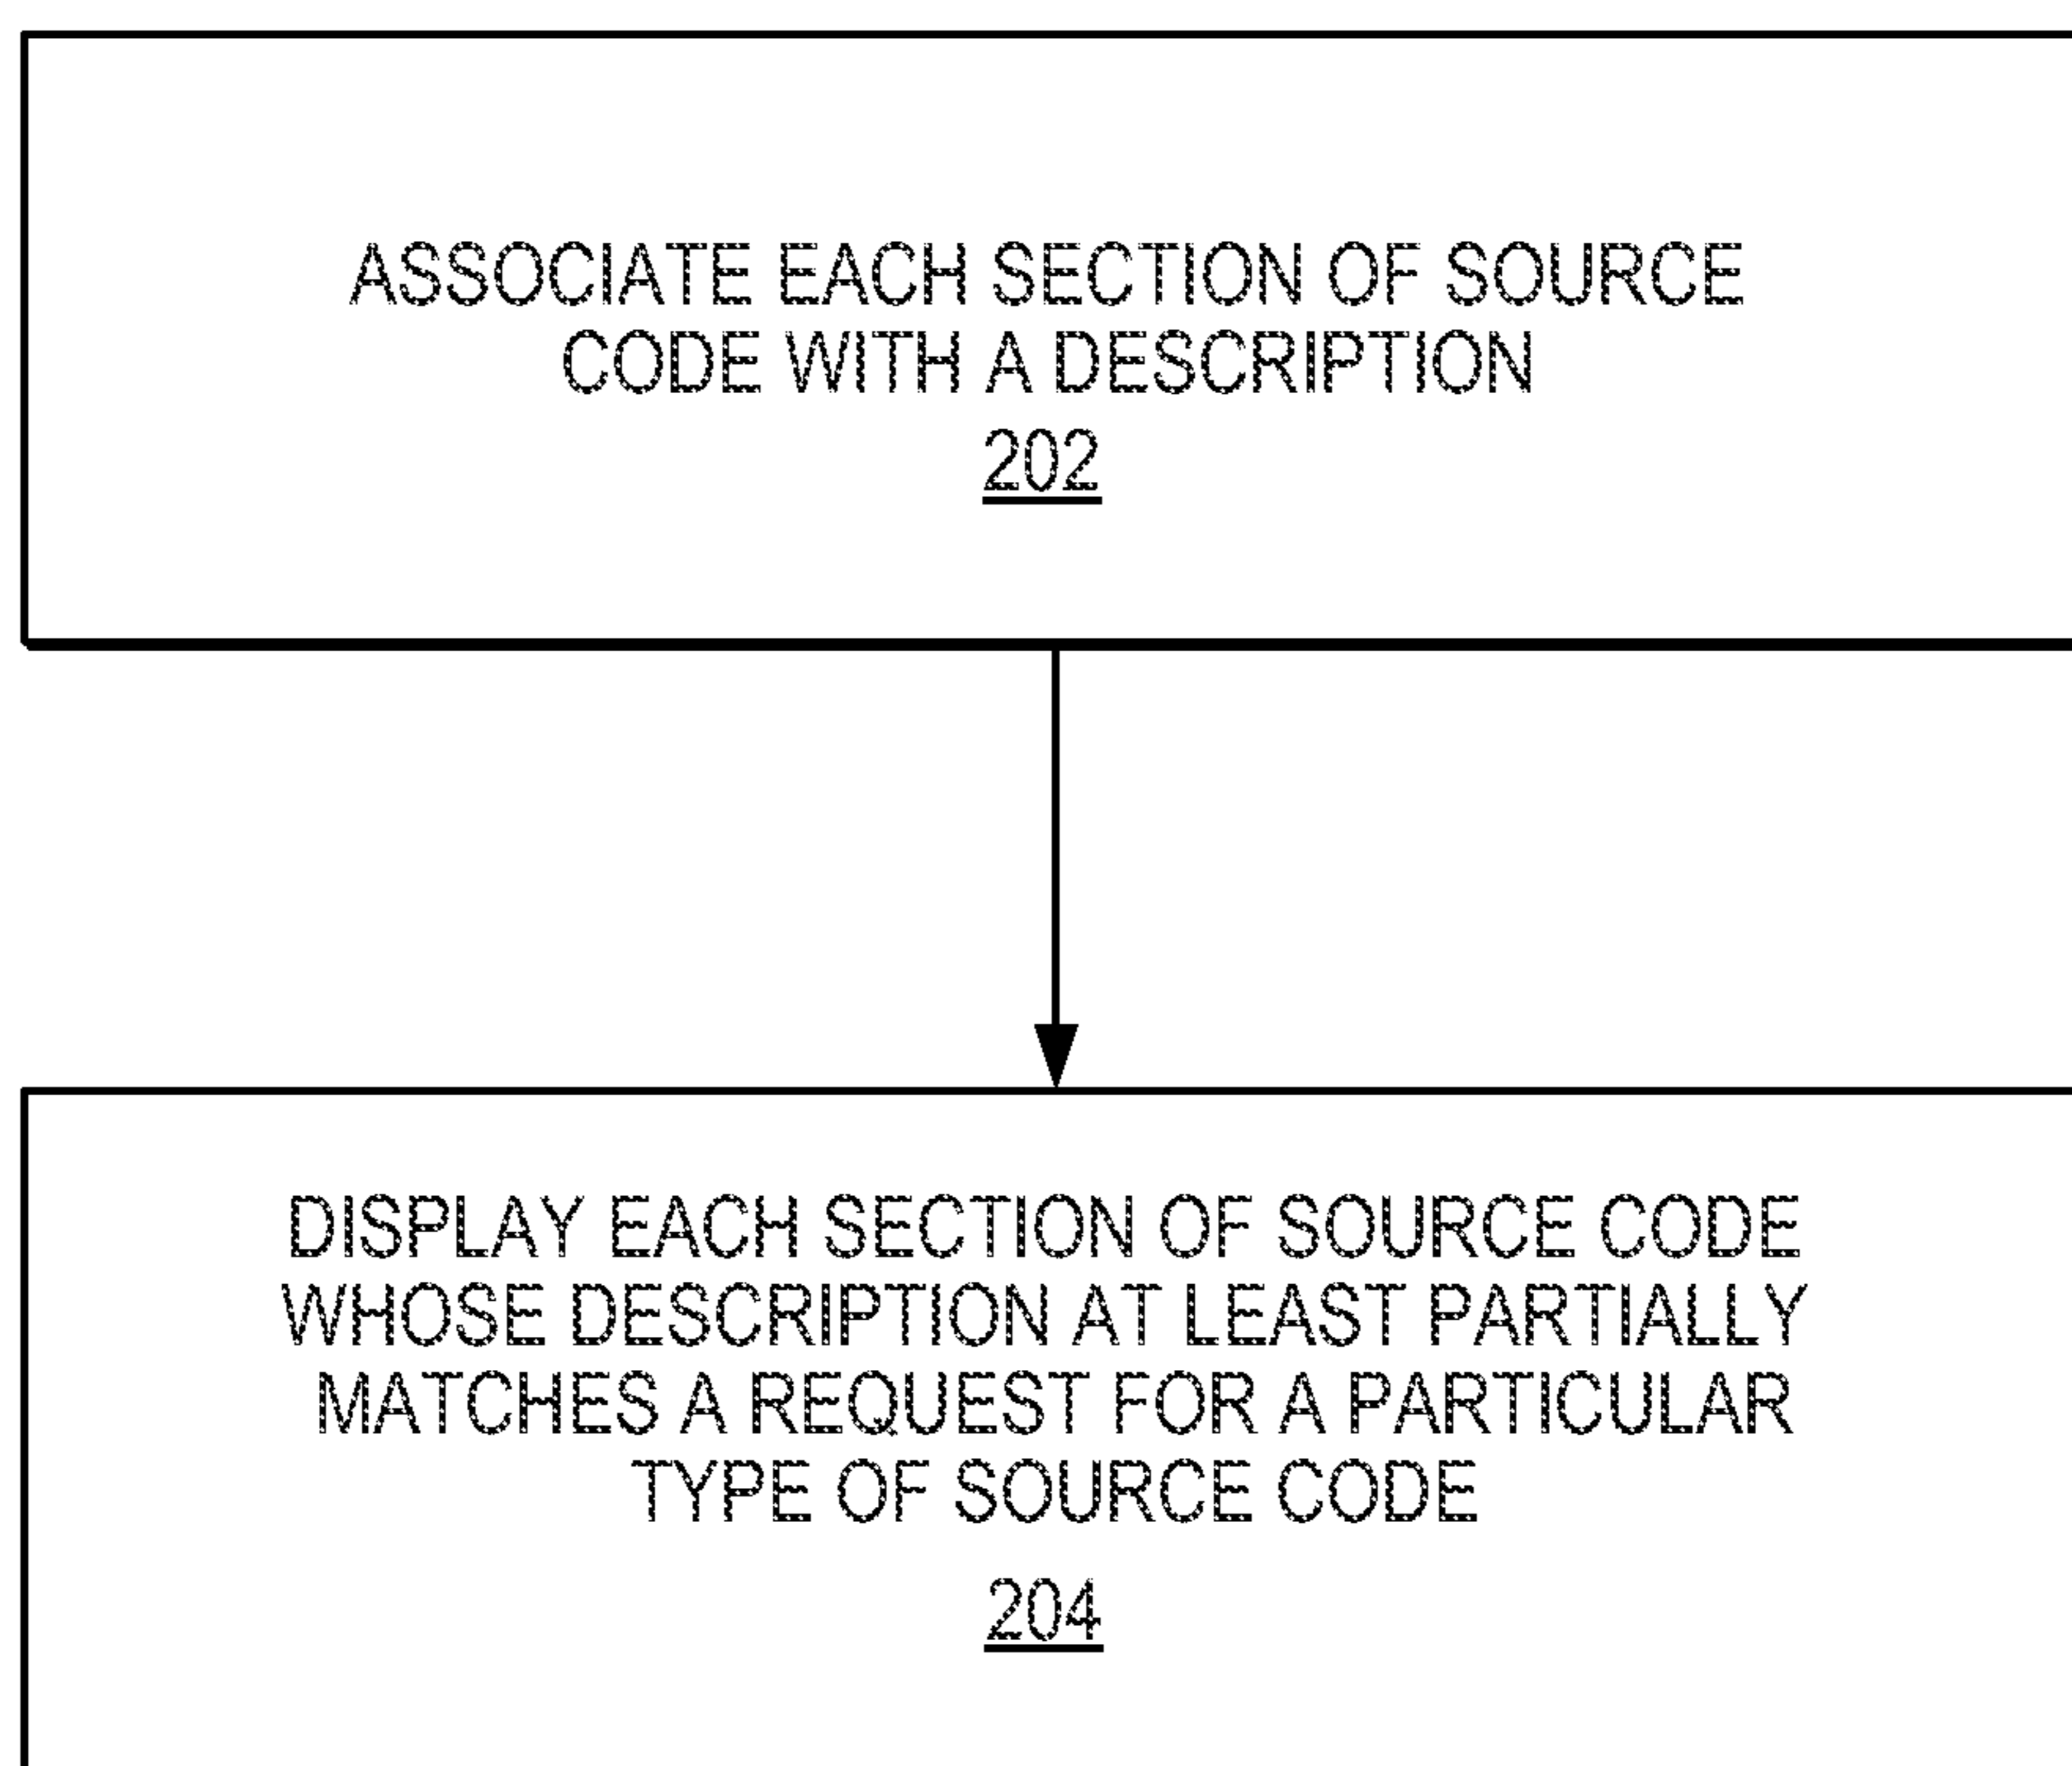 ASSOCIATE EACH SECTION OF SOURCE
CODE WITH A DESCRIPTION
202
DISPLAY EACH SECTION OF SOURCE CODE
WHOSE DESCRIPTION AT LEAST PARTIALLY
MATCHES A REQUEST FOR A PARTICULAR
TYPE OF SOURCE CODE
204